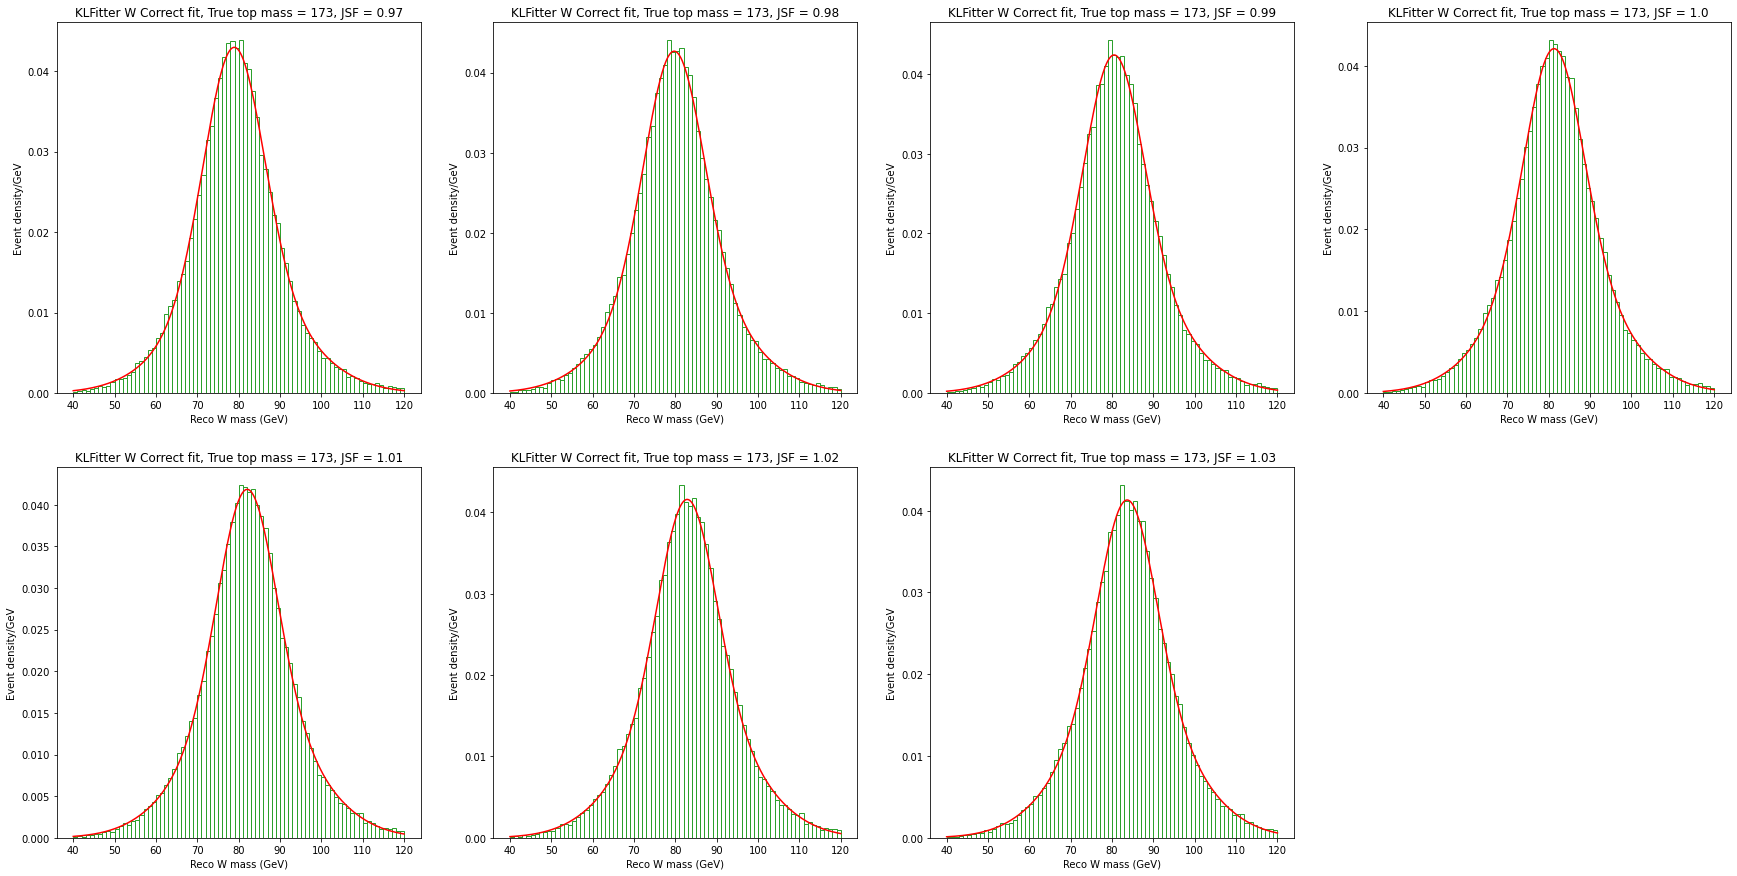 KLFitter W Correct fit, True top mass = 173, JSF = 0.97
0.04
0.03
0.02
0.01
0.00
Event density/GeV
40 50 60 70 80 90 100 110 120
Reco W mass (GeV)
KLFitter W Correct fit, True top mass = 173, JSF = 0.98
0.04
0.03
0.02
0.01
0.00
Event density/GeV
40 50 60 70 80 90 100 110 120
Reco W mass (GeV)
KLFitter W Correct fit, True top mass = 173, JSF = 0.99
0.04
0.03
0.02
0.01
0.00
Event density/GeV
40 50 60 70 80 90 100 110 120
Reco W mass (GeV)
KLFitter W Correct fit, True top mass = 173, JSF = 1.0
0.04
0.03
0.02
0.01
0.00
Event density/GeV
40 50 60 70 80 90 100 110 120
Reco W mass (GeV)
KLFitter W Correct fit, True top mass = 173, JSF = 1.01
0.040
0.035
0.030
0.025
0.020
0.015
0.010
0.005
0.000
Event density/GeV
40 50 60 70 80 90 100 110 120
Reco W mass (GeV)
KLFitter W Correct fit, True top mass = 173, JSF = 1.02
0.04
0.03
0.02
0.01
0.00
Event density/GeV
40 50 60 70 80 90 100 110 120
Reco W mass (GeV)
KLFitter W Correct fit, True top mass = 173, JSF = 1.03
0.04
0.03
0.02
0.01
0.00
Event density/GeV
40 50 60 70 80 90 100 110 120
Reco W mass (GeV)